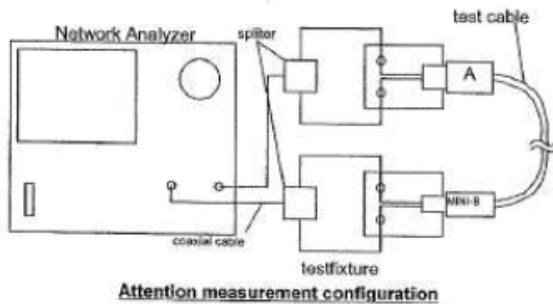 test cable
Network Analyzer
spliter
A
MINI-B
coaxial cable
testfixture
Attention measurement configuration